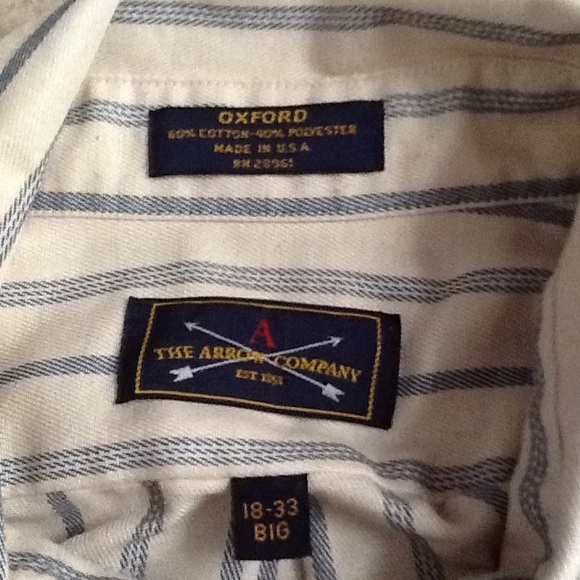 OXFORD
60% COTTON-40% POLYESTER
MADE IN U.S.A.
RN 28961
A
THE ARROW COMPANY
EST 1851
18-33
BIG